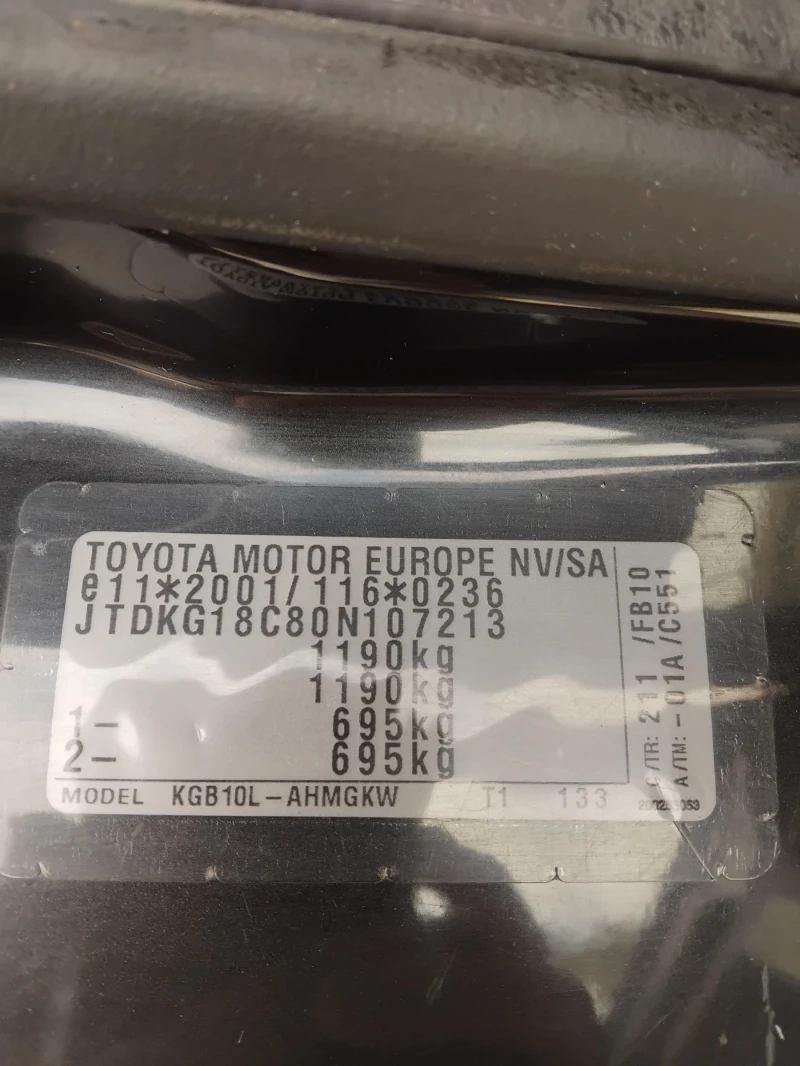 TOYOTA MOTOR EUROPE NV/SA
e11*2001/116*0236
JTDKG18C80N107213
1190kg
1190kg
1- 695kg
2- 695kg
MODEL KGB10L-AHMGKW T1 133
C/TR: 211 /FB10
A/TM: -01A /C551